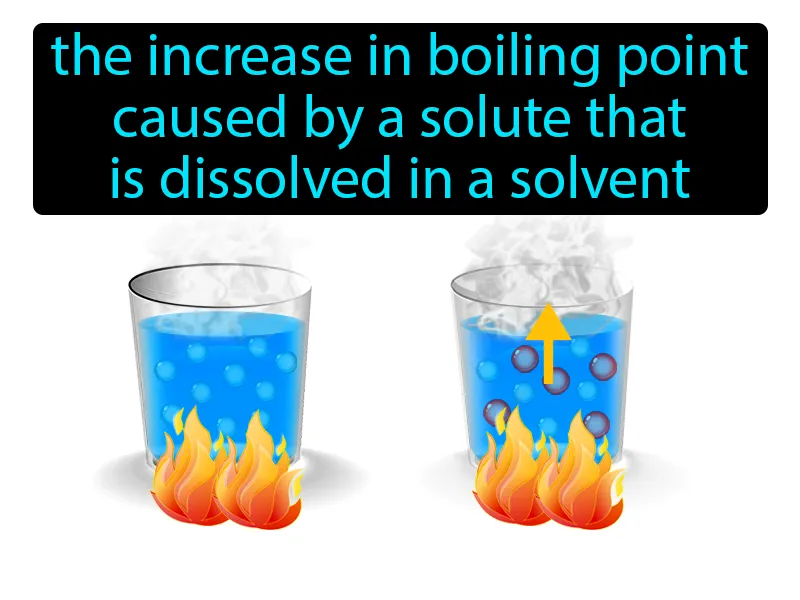 the increase in boiling point
caused by a solute that
is dissolved in a solvent